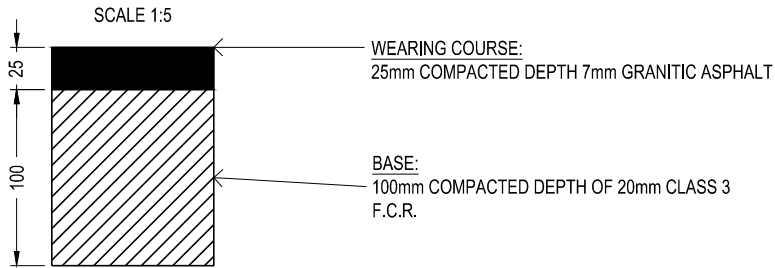 SCALE 1:5
25
WEARING COURSE:
25mm COMPACTED DEPTH 7mm GRANITIC ASPHALT
100
BASE:
100mm COMPACTED DEPTH OF 20mm CLASS 3
F.C.R.